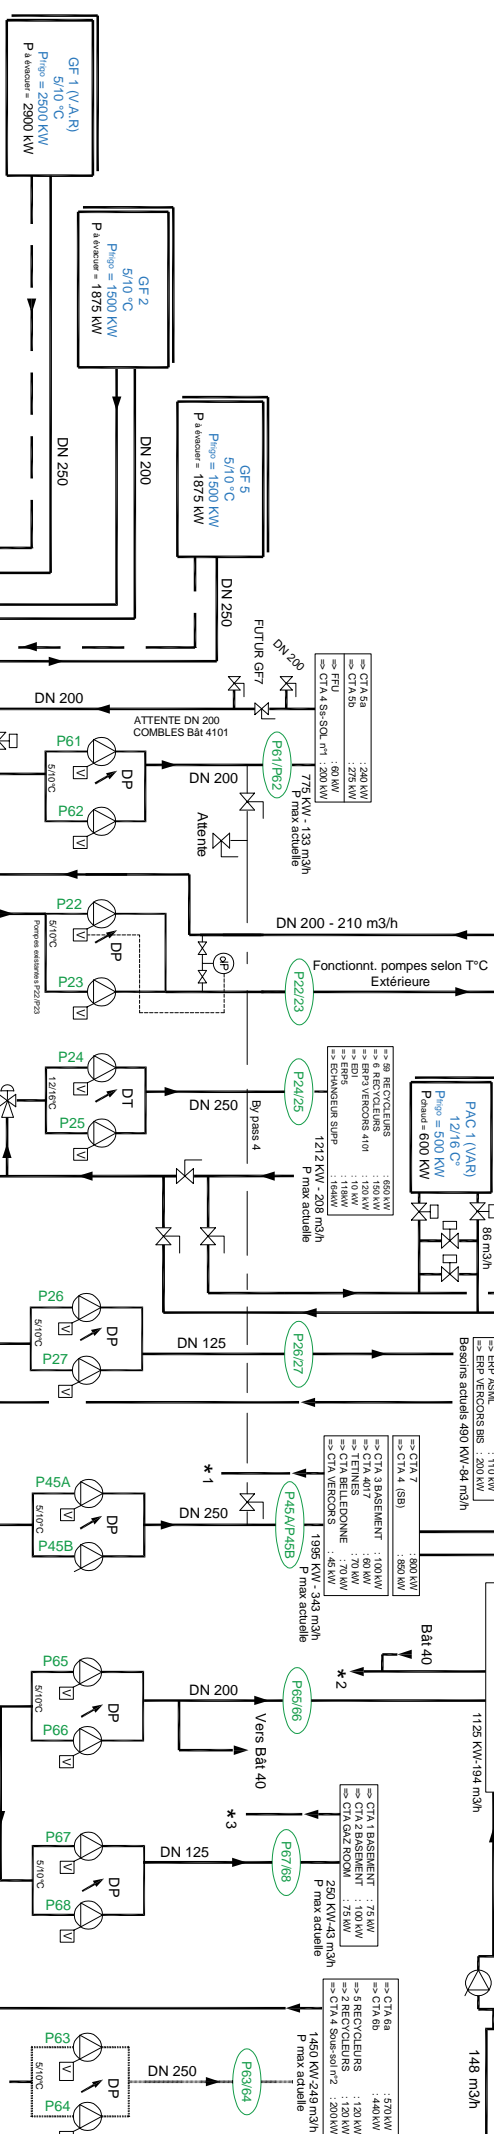 GF 1 (V.A.R)
5/10 °C
Pfrigo = 2500 KW
P à évacuer = 2900 kW
DN 250
GF 2
5/10 °C
Pfrigo = 1500 KW
P à évacuer = 1875 kW
DN 200
GF 5
5/10 °C
Pfrigo = 1500 KW
P à évacuer = 1875 kW
DN 250
FUTUR GF7
DN 200
DN 200
ATTENTE DN 200
COMBLES Bât 4101
=> CTA 5a : 240 kW
=> CTA 5b : 275 kW
=> FFU : 60 kW
=> CTA 4 Ss-SOL n°1 : 200 kW
775 KW - 133 m3/h
P max actuelle
P61
P62
V
V
DP
5/10°C
DN 200
P61/P62
Attente
DN 200 - 210 m3/h
P22
P23
V
V
DP
5/10°C
Pompes existantes P22/P23
dP
P22/23
Fonctionnt. pompes selon T°C
Extérieure
P24
P25
V
V
DT
12/16°C
DN 250
P24/25
By pass 4
=> 59 RECYCLEURS : 650 kW
=> 6 RECYCLEURS : 150 kW
=> ERP3 VERCORS 4101 : 120 kW
=> EDI : 10 kW
=> ERP5 : 118kW
=> ECHANGEUR SUPP : 164kW
1212 KW - 208 m3/h
P max actuelle
PAC 1 (VAR)
12/16 C°
Pfrigo = 500 KW
Pchaud = 600 KW
86 m3/h
P26
P27
V
V
DP
5/10°C
DN 125
P26/27
=> ERP ASML : 110 kW
=> ERP VERCORS BIS : 200 kW
Besoins actuels 490 KW-84 m3/h
*1
P45A
P45B
V
DP
5/10°C
DN 250
P45A/P45B
=> CTA 7 : 800 kW
=> CTA 4 (SB) : 850 kW
=> CTA 3 BASEMENT : 100 kW
=> CTA 4017 : 60 kW
=> TETINES : 70 kW
=> CTA BELLEDONNE : 70 kW
=> CTA VERCORS : 45 kW
1995 KW - 343 m3/h
P max actuelle
Bât 40
*2
P65
P66
V
V
DP
5/10°C
DN 200
P65/66
Vers Bât 40
1125 KW-194 m3/h
*3
P67
P68
V
V
DP
5/10°C
DN 125
P67/68
=> CTA 1 BASEMENT : 75 kW
=> CTA 2 BASEMENT : 100 kW
=> CTA GAZ ROOM : 75 kW
250 KW-43 m3/h
P max actuelle
148 m3/h
P63
P64
V
DP
5/10°C
DN 250
P63/64
=> CTA 6a : 570 kW
=> CTA 6b : 440 kW
=> 5 RECYCLEURS : 120 kW
=> 2 RECYCLEURS : 120 kW
=> CTA 4 Sous-sol n°2 : 200 kW
1450 KW-249 m3/h
P max actuelle